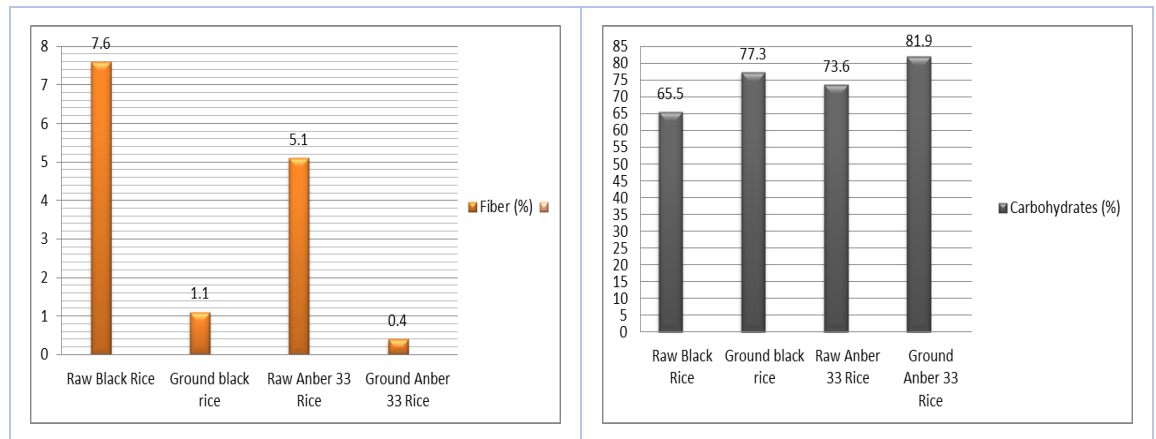 8
7
6
5
4
3
2
1
0
7.6
1.1
5.1
0.4
Raw Black Rice
Ground black
rice
Raw Anber 33
Rice
Ground Anber
33 Rice
Fiber (%)
85
80
75
70
65
60
55
50
45
40
35
30
25
20
15
10
5
0
65.5
77.3
73.6
81.9
Raw Black
Rice
Ground black
rice
Raw Anber
33 Rice
Ground
Anber 33
Rice
Carbohydrates (%)